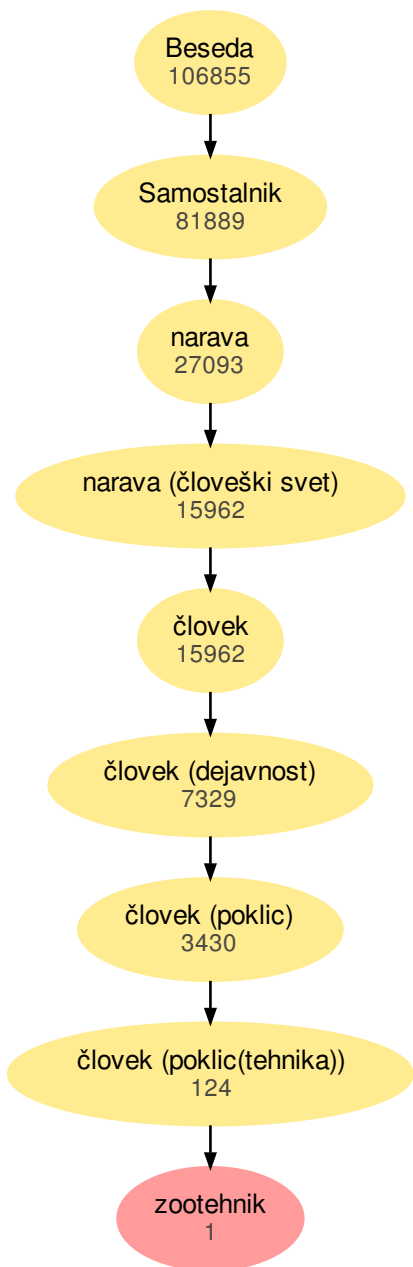 Beseda
106855
Samostalnik
81889
narava
27093
narava (človeški svet)
15962
človek
15962
človek (dejavnost)
7329
človek (poklic)
3430
človek (poklic(tehnika))
124
zootehnik
1